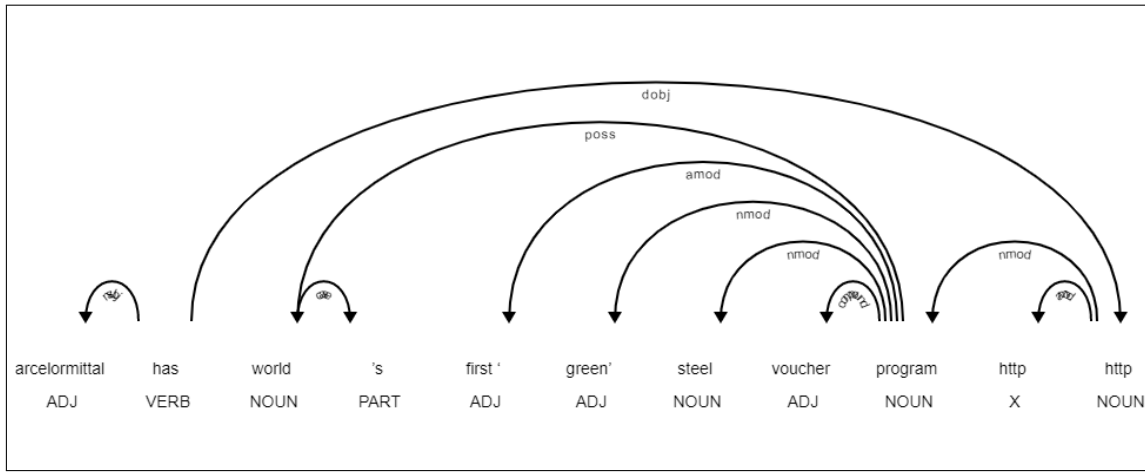 dobj
poss
amod
nmod
nmod
nmod
arcelormittal has world 's first ‘ green’ steel voucher program http http
ADJ VERB NOUN PART ADJ ADJ NOUN ADJ NOUN X NOUN